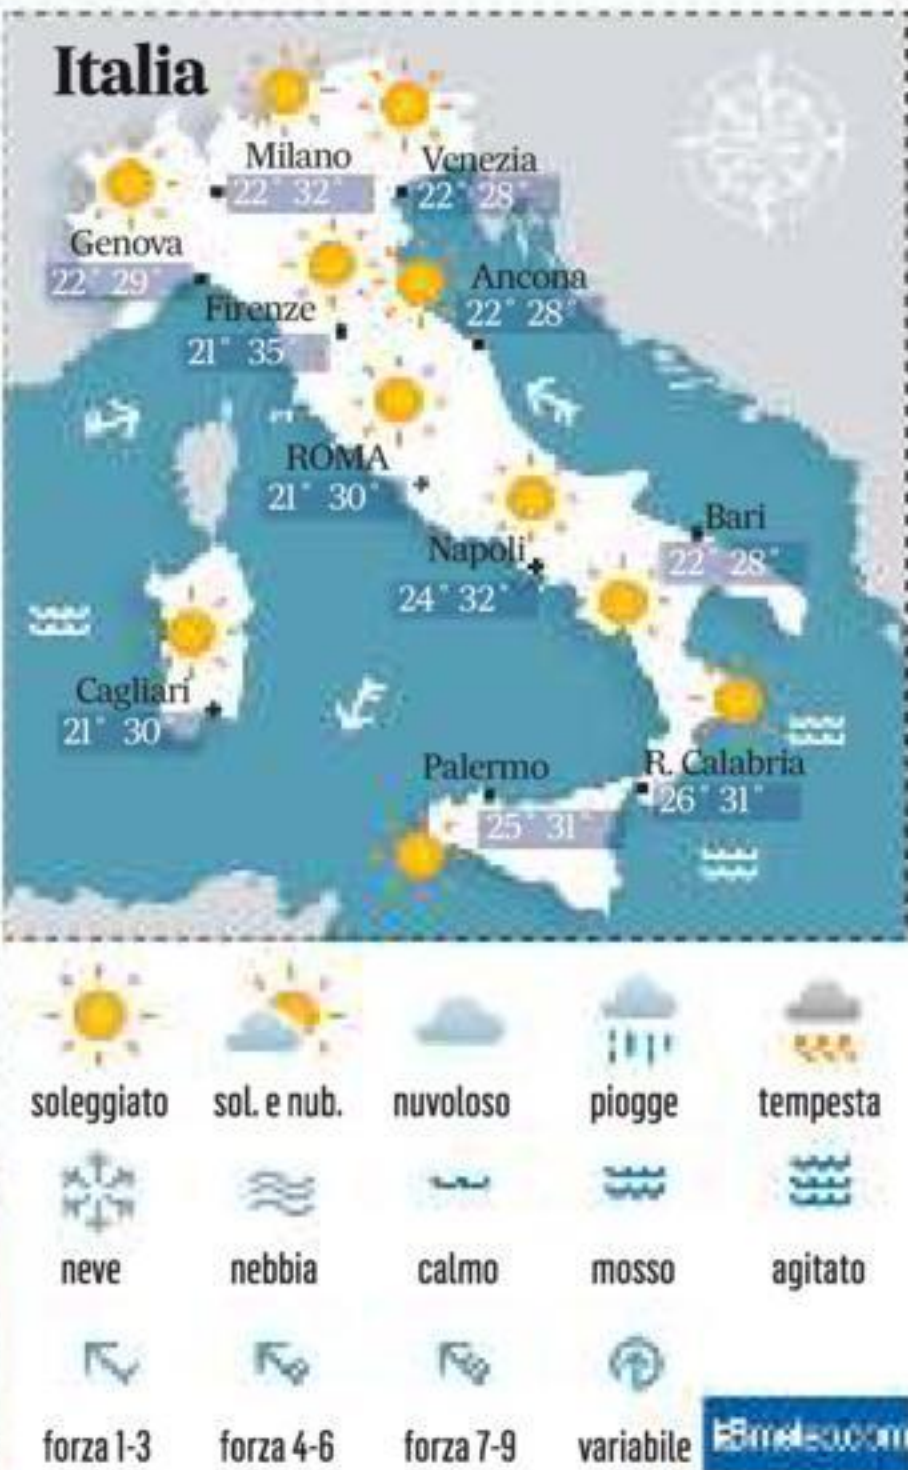 Italia
Milano
22° 32°
Venezia
22° 28°
Genova
22° 29°
Ancona
22° 28°
Firenze
21° 35°
ROMA
21° 30°
Bari
22° 28°
Napoli
24° 32°
Cagliari
21° 30°
Palermo
25° 31°
R. Calabria
26° 31°
soleggiato
sol. e nub.
nuvoloso
piogge
tempesta
neve
nebbia
calmo
mosso
agitato
forza 1-3
forza 4-6
forza 7-9
variabile